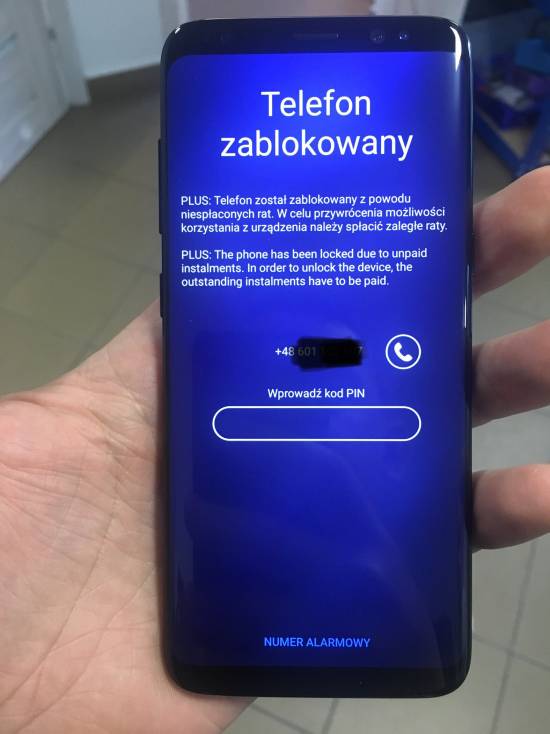 Telefon
zablokowany
PLUS: Telefon został zablokowany z powodu
niespłaconych rat. W celu przywrócenia możliwości
korzystania z urządzenia należy spłacić zaległe raty.
PLUS: The phone has been locked due to unpaid
instalments. In order to unlock the device, the
outstanding instalments have to be paid.
+48 601
Wprowadź kod PIN
NUMER ALARMOWY